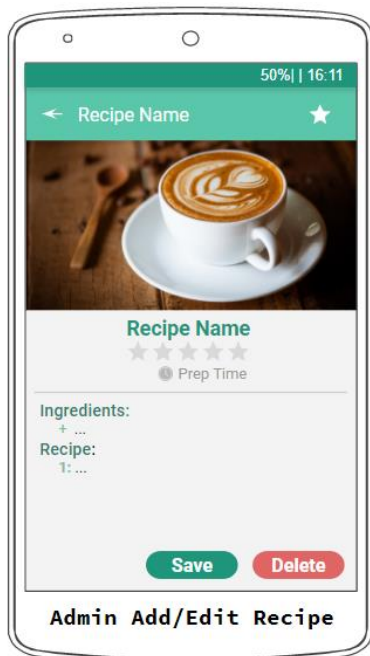 50%| | 16:11
Recipe Name
Recipe Name
Prep Time
Ingredients:
+ ...
Recipe:
1: ...
Save Delete
Admin Add/Edit Recipe